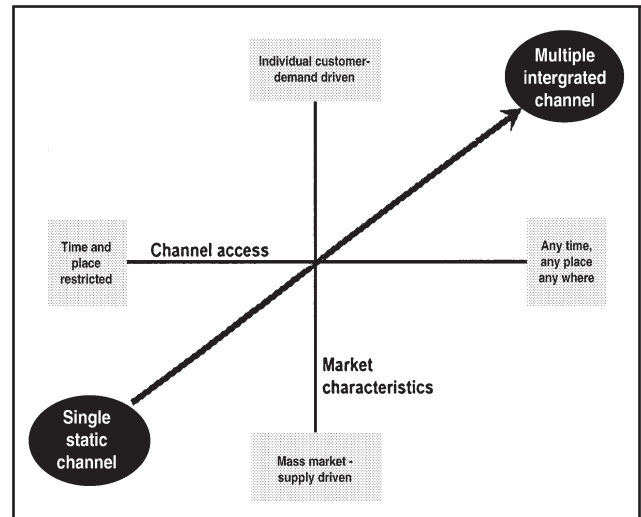 Individual customer-
demand driven
Multiple
intergrated
channel
Time and
place
restricted
Channel access
Any time,
any place
any where
Market
characteristics
Single
static
channel
Mass market -
supply driven